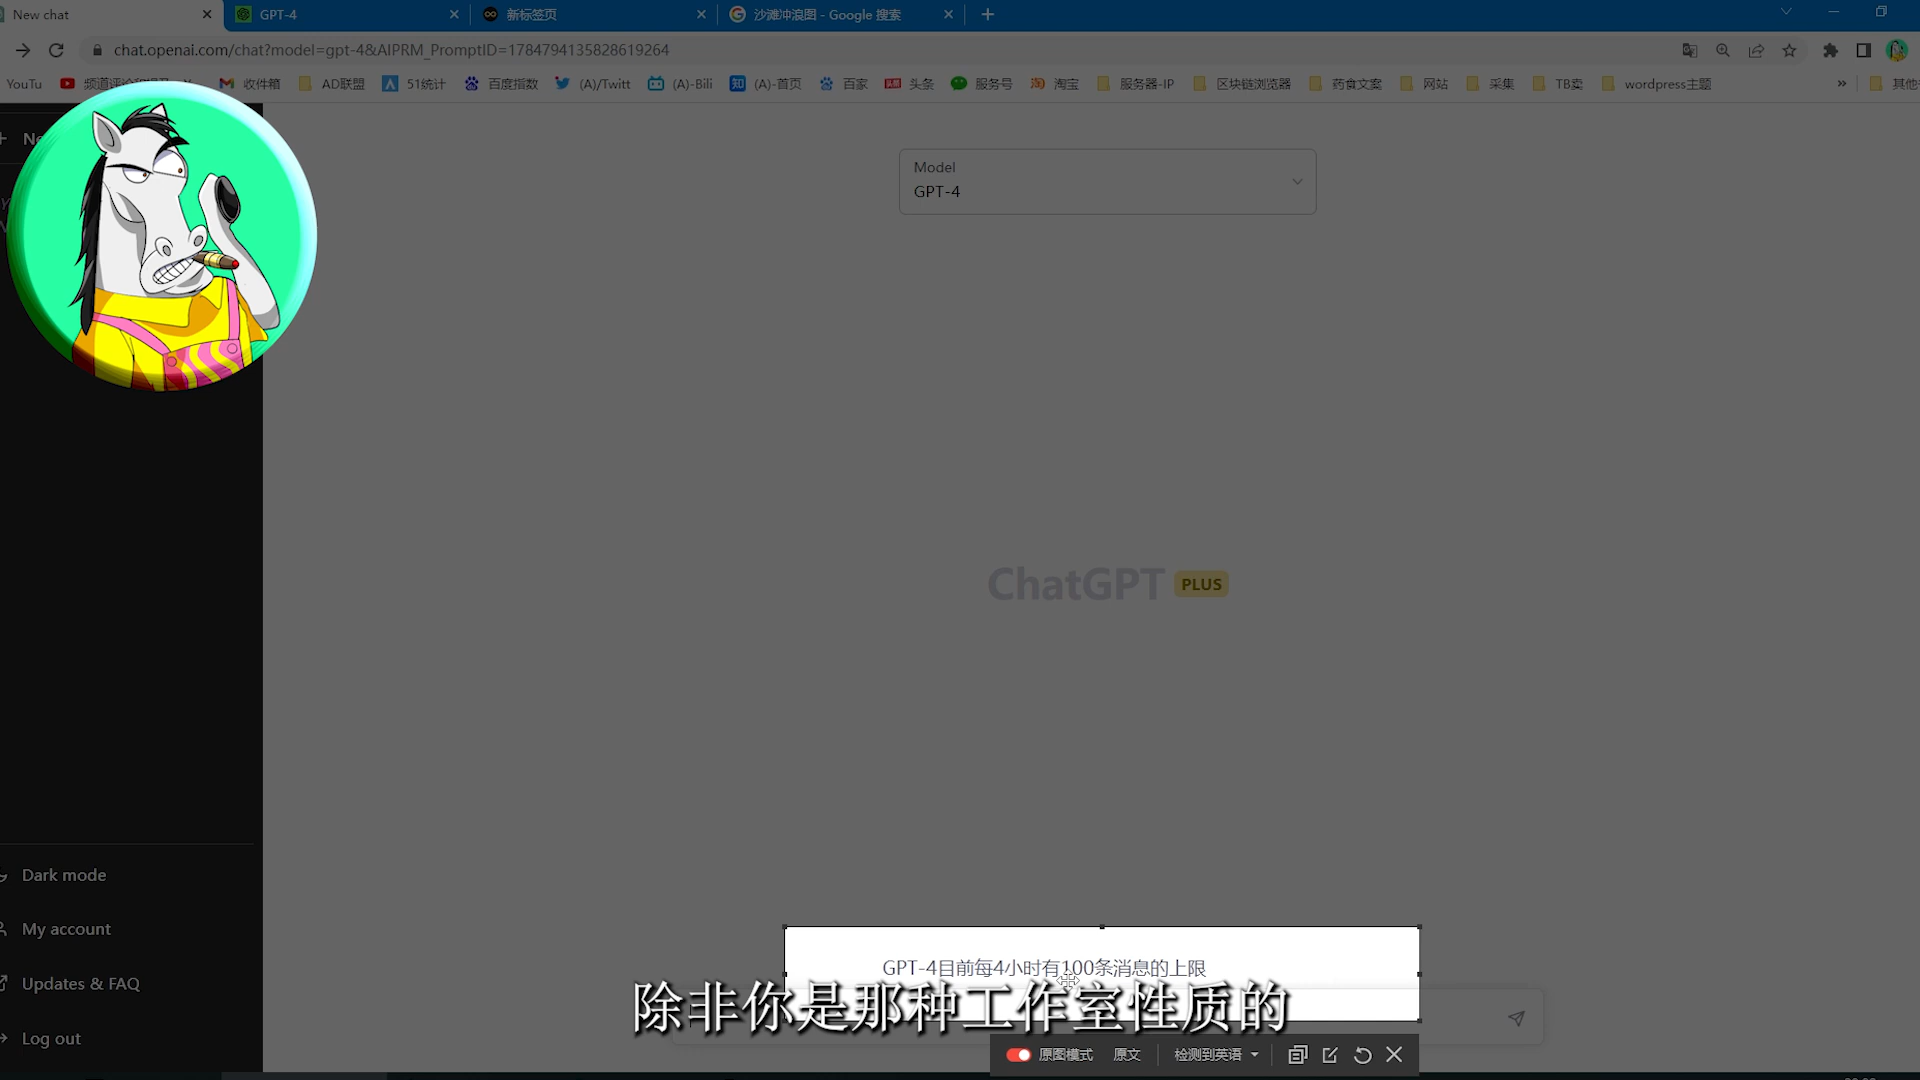 New chat
GPT-4
新标签页
沙滩冲浪图 - Google 搜索
chat.openai.com/chat?model=gpt-4&AIPRM_PromptID=1784794135828619264
YouTu
收件箱
AD联盟
51统计
百度指数
(A)/Twitt
(A)-Bili
(A)-首页
百家
头条
服务号
淘宝
服务器-IP
区块链浏览器
药食文案
网站
采集
TB卖
wordpress主题
»
其他
Model
GPT-4
ChatGPT PLUS
Dark mode
My account
Updates & FAQ
Log out
GPT-4目前每4小时有100条消息的上限
除非你是那种工作室性质的
原图模式
原文
检测到英语